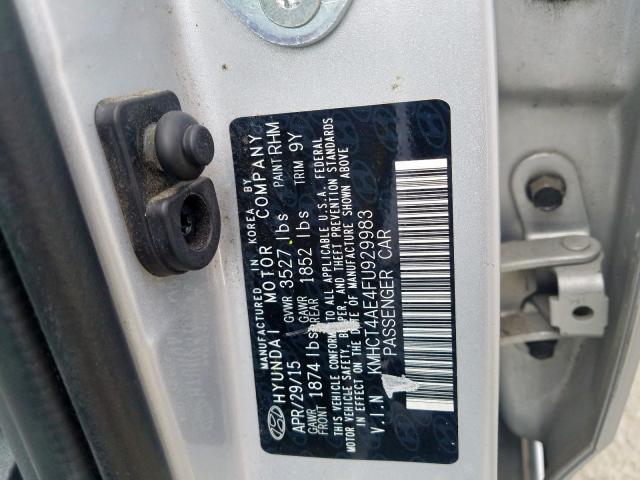 MANUFACTURED IN KOREA BY
HYUNDAI MOTOR COMPANY
APR/29/15 GVWR 3527 lbs PAINT RHM
GAWR FRONT 1874 lbs GAWR REAR 1852 lbs TRIM 9Y
THIS VEHICLE CONFORMS TO ALL APPLICABLE U.S.A. FEDERAL
MOTOR VEHICLE SAFETY, BUMPER, AND THEFT PREVENTION STANDARDS
IN EFFECT ON THE DATE OF MANUFACTURE SHOWN ABOVE
V.I.N KMHCT4AE4FU929983
PASSENGER CAR